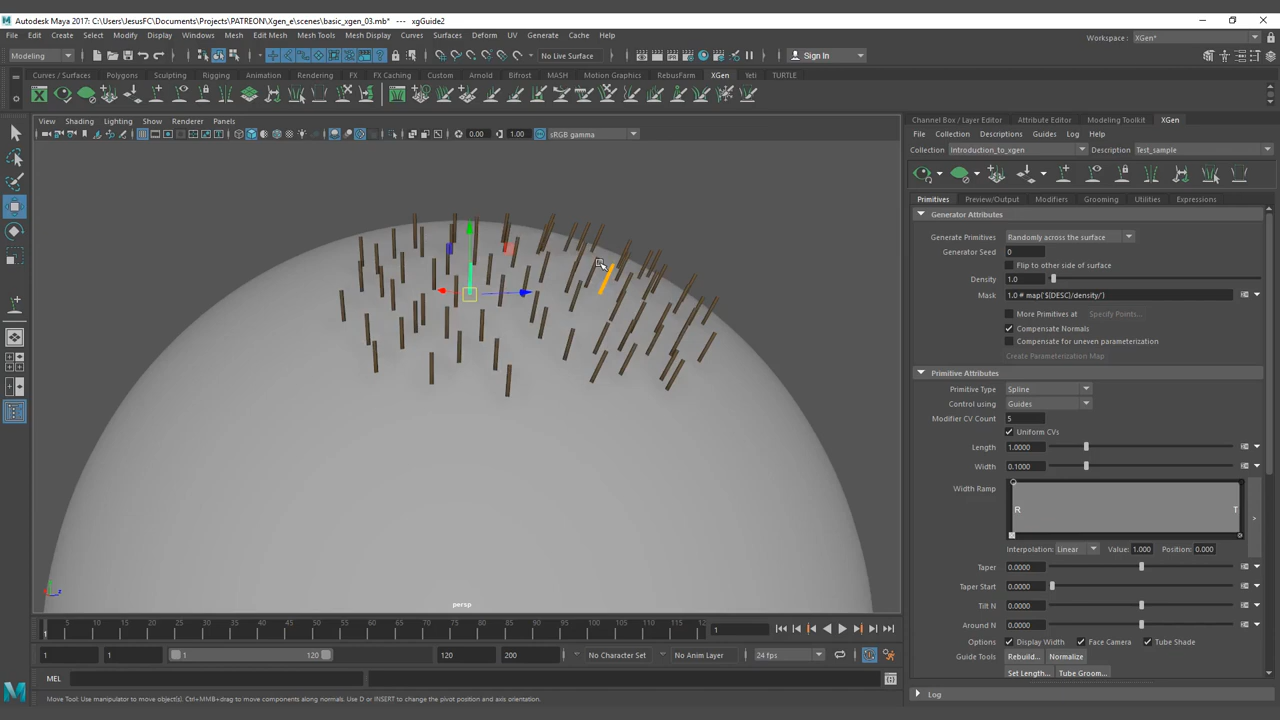 Autodesk Maya 2017: C:\Users\JesusFC\Documents\Projects\PATREON\Xgen_e\scenes\basic_xgen_03.mb* --- xgGuide2
File Edit Create Select Modify Display Windows Mesh Edit Mesh Mesh Tools Mesh Display Curves Surfaces Deform UV Generate Cache Help
Workspace : XGen*
Modeling
No Live Surface
Sign In
Curves / Surfaces Polygons Sculpting Rigging Animation Rendering FX FX Caching Custom Arnold Bifrost MASH Motion Graphics RebusFarm XGen Yeti TURTLE
View Shading Lighting Show Renderer Panels
0.00 1.00 sRGB gamma
persp
Channel Box / Layer Editor Attribute Editor Modeling Toolkit XGen
File Collection Descriptions Guides Log Help
Collection Introduction_to_xgen Description Test_sample
Primitives Preview/Output Modifiers Grooming Utilities Expressions
Generator Attributes
Generate Primitives Randomly across the surface
Generator Seed 0
Flip to other side of surface
Density 1.0
Mask 1.0 # map('${DESC}/density/')
More Primitives at Specify Points...
Compensate Normals
Compensate for uneven parameterization
Create Parameterization Map
Primitive Attributes
Primitive Type Spline
Control using Guides
Modifier CV Count 5
Uniform CVs
Length 1.0000
Width 0.1000
Width Ramp R T
Interpolation: Linear Value: 1.000 Position: 0.000
Taper 0.0000
Taper Start 0.0000
Tilt N 0.0000
Around N 0.0000
Options Display Width Face Camera Tube Shade
Guide Tools Rebuild... Normalize
Set Length... Tube Groom...
Log
1 5 10 15 20 25 30 35 40 45 50 55 60 65 70 75 80 85 90 95 100 105 110 115 12
1
1 1 1 120 120 200 No Character Set No Anim Layer 24 fps
MEL
Move Tool: Use manipulator to move object(s). Ctrl+MMB+drag to move components along normals. Use D or INSERT to change the pivot position and axis orientation.